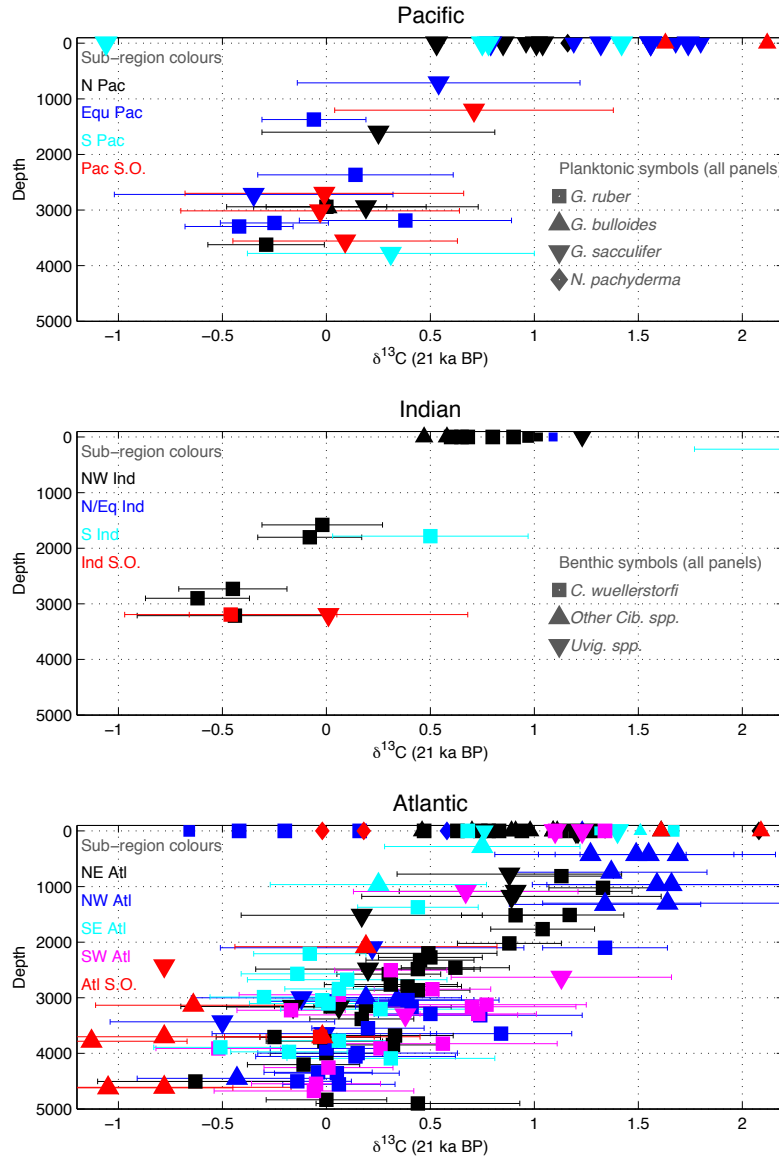 Pacific
0
1000
2000
3000
4000
5000
Depth
Sub-region colours
N Pac
Equ Pac
S Pac
Pac S.O.
Planktonic symbols (all panels)
G. ruber
G. bulloides
G. sacculifer
N. pachyderma
−1 −0.5 0 0.5 1 1.5 2
δ13C (21 ka BP)
Indian
0
1000
2000
3000
4000
5000
Depth
Sub-region colours
NW Ind
N/Eq Ind
S Ind
Ind S.O.
Benthic symbols (all panels)
C. wuellerstorfi
Other Cib. spp.
Uvig. spp.
−1 −0.5 0 0.5 1 1.5 2
δ13C (21 ka BP)
Atlantic
0
1000
2000
3000
4000
5000
Depth
Sub-region colours
NE Atl
NW Atl
SE Atl
SW Atl
Atl S.O.
−1 −0.5 0 0.5 1 1.5 2
δ13C (21 ka BP)